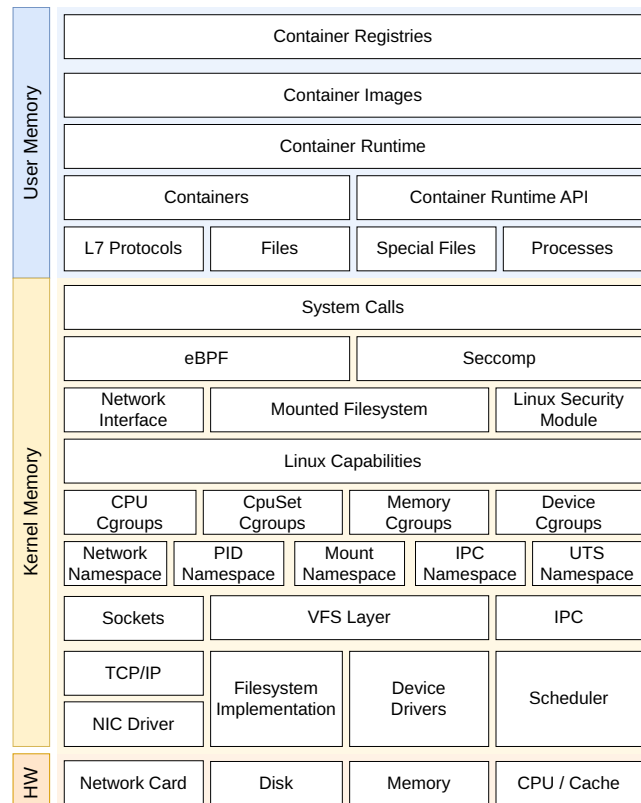 User Memory
Container Registries
Container Images
Container Runtime
Containers
Container Runtime API
L7 Protocols
Files
Special Files
Processes
Kernel Memory
System Calls
eBPF
Seccomp
Network
Interface
Mounted Filesystem
Linux Security
Module
Linux Capabilities
CPU
Cgroups
CpuSet
Cgroups
Memory
Cgroups
Device
Cgroups
Network
Namespace
PID
Namespace
Mount
Namespace
IPC
Namespace
UTS
Namespace
Sockets
VFS Layer
IPC
TCP/IP
NIC Driver
Filesystem
Implementation
Device
Drivers
Scheduler
HW
Network Card
Disk
Memory
CPU / Cache